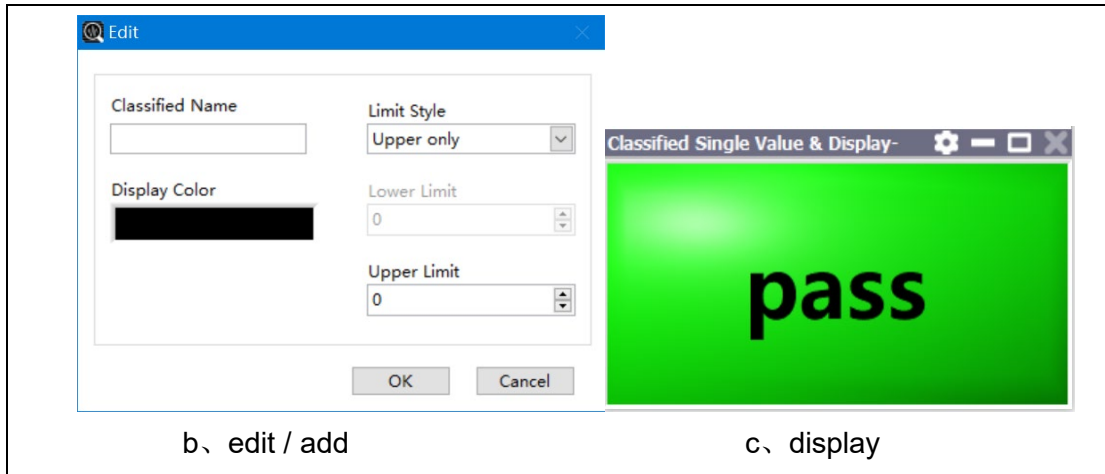 Edit
Classified Name
Limit Style
Upper only
Display Color
Lower Limit
0
Upper Limit
0
OK Cancel
Classified Single Value & Display-
pass
b、edit / add c、display